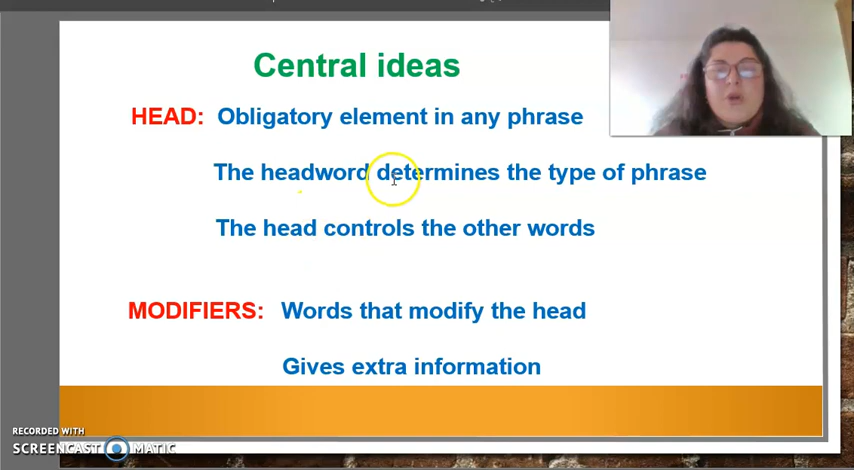 Central ideas
HEAD: Obligatory element in any phrase
The headword determines the type of phrase
The head controls the other words
MODIFIERS: Words that modify the head
Gives extra information
RECORDED WITH
SCREENCAST MATIC